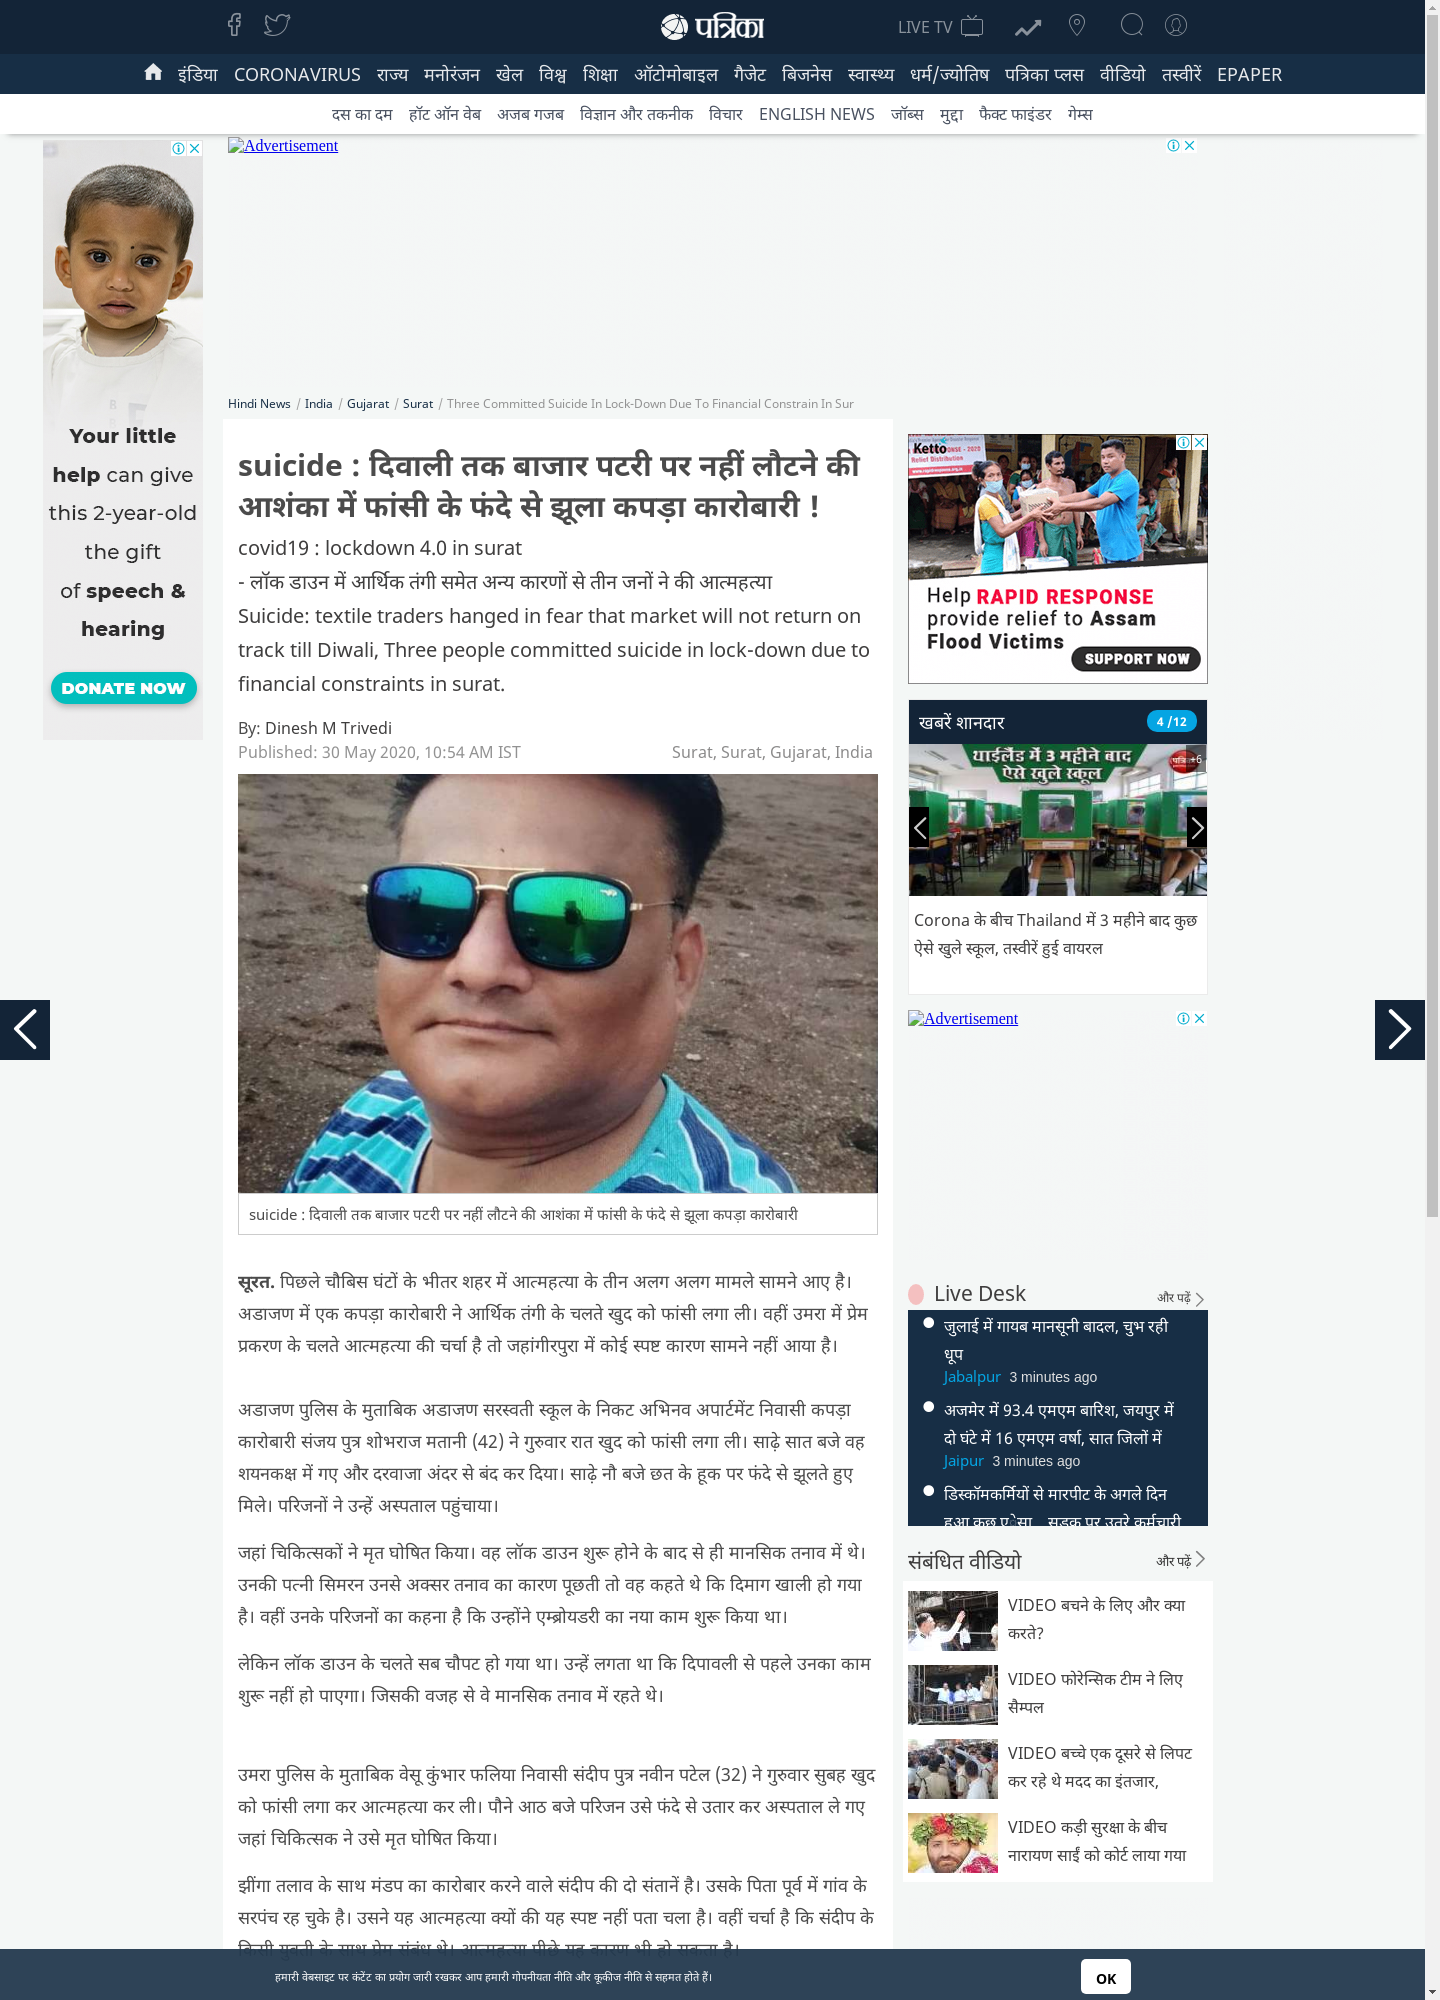 पत्रिका
LIVE TV
इंडिया CORONAVIRUS राज्य मनोरंजन खेल विश्व शिक्षा ऑटोमोबाइल गैजेट बिजनेस स्वास्थ्य धर्म/ज्योतिष पत्रिका प्लस वीडियो तस्वीरें EPAPER
दस का दम हॉट ऑन वेब अजब गजब विज्ञान और तकनीक विचार ENGLISH NEWS जॉब्स मुद्दा फैक्ट फाइंडर गेम्स
Your little
help can give
this 2-year-old
the gift
of speech &
hearing
DONATE NOW
Advertisement
Hindi News / India / Gujarat / Surat / Three Committed Suicide In Lock-Down Due To Financial Constrain In Sur
suicide : दिवाली तक बाजार पटरी पर नहीं लौटने की
आशंका में फांसी के फंदे से झूला कपड़ा कारोबारी !
covid19 : lockdown 4.0 in surat
- लॉक डाउन में आर्थिक तंगी समेत अन्य कारणों से तीन जनों ने की आत्महत्या
Suicide: textile traders hanged in fear that market will not return on
track till Diwali, Three people committed suicide in lock-down due to
financial constraints in surat.
By: Dinesh M Trivedi
Published: 30 May 2020, 10:54 AM IST
Surat, Surat, Gujarat, India
suicide : दिवाली तक बाजार पटरी पर नहीं लौटने की आशंका में फांसी के फंदे से झूला कपड़ा कारोबारी
सूरत. पिछले चौबिस घंटों के भीतर शहर में आत्महत्या के तीन अलग अलग मामले सामने आए है।
अडाजण में एक कपड़ा कारोबारी ने आर्थिक तंगी के चलते खुद को फांसी लगा ली। वहीं उमरा में प्रेम
प्रकरण के चलते आत्महत्या की चर्चा है तो जहांगीरपुरा में कोई स्पष्ट कारण सामने नहीं आया है।
अडाजण पुलिस के मुताबिक अडाजण सरस्वती स्कूल के निकट अभिनव अपार्टमेंट निवासी कपड़ा
कारोबारी संजय पुत्र शोभराज मतानी (42) ने गुरुवार रात खुद को फांसी लगा ली। साढ़े सात बजे वह
शयनकक्ष में गए और दरवाजा अंदर से बंद कर दिया। साढ़े नौ बजे छत के हूक पर फंदे से झूलते हुए
मिले। परिजनों ने उन्हें अस्पताल पहुंचाया।
जहां चिकित्सकों ने मृत घोषित किया। वह लॉक डाउन शुरू होने के बाद से ही मानसिक तनाव में थे।
उनकी पत्नी सिमरन उनसे अक्सर तनाव का कारण पूछती तो वह कहते थे कि दिमाग खाली हो गया
है। वहीं उनके परिजनों का कहना है कि उन्होंने एम्ब्रोयडरी का नया काम शुरू किया था।
लेकिन लॉक डाउन के चलते सब चौपट हो गया था। उन्हें लगता था कि दिपावली से पहले उनका काम
शुरू नहीं हो पाएगा। जिसकी वजह से वे मानसिक तनाव में रहते थे।
उमरा पुलिस के मुताबिक वेसू कुंभार फलिया निवासी संदीप पुत्र नवीन पटेल (32) ने गुरुवार सुबह खुद
को फांसी लगा कर आत्महत्या कर ली। पौने आठ बजे परिजन उसे फंदे से उतार कर अस्पताल ले गए
जहां चिकित्सक ने उसे मृत घोषित किया।
झींगा तलाव के साथ मंडप का कारोबार करने वाले संदीप की दो संतानें है। उसके पिता पूर्व में गांव के
सरपंच रह चुके है। उसने यह आत्महत्या क्यों की यह स्पष्ट नहीं पता चला है। वहीं चर्चा है कि संदीप के
Ketto
Help RAPID RESPONSE
provide relief to Assam
Flood Victims
SUPPORT NOW
खबरें शानदार
4 /12
थाईलैंड में 3 महीने बाद
ऐसे खुले स्कूल
+6
Corona के बीच Thailand में 3 महीने बाद कुछ
ऐसे खुले स्कूल, तस्वीरें हुई वायरल
Advertisement
Live Desk
और पढ़ें
जुलाई में गायब मानसूनी बादल, चुभ रही
धूप
Jabalpur 3 minutes ago
अजमेर में 93.4 एमएम बारिश, जयपुर में
दो घंटे में 16 एमएम वर्षा, सात जिलों में
Jaipur 3 minutes ago
डिस्कॉमकर्मियों से मारपीट के अगले दिन
संबंधित वीडियो
और पढ़ें
VIDEO बचने के लिए और क्या
करते?
VIDEO फोरेन्सिक टीम ने लिए
सैम्पल
VIDEO बच्चे एक दूसरे से लिपट
कर रहे थे मदद का इंतजार,
VIDEO कड़ी सुरक्षा के बीच
नारायण साईं को कोर्ट लाया गया
हमारी वेबसाइट पर कंटेंट का प्रयोग जारी रखकर आप हमारी गोपनीयता नीति और कूकीज नीति से सहमत होते हैं।
OK